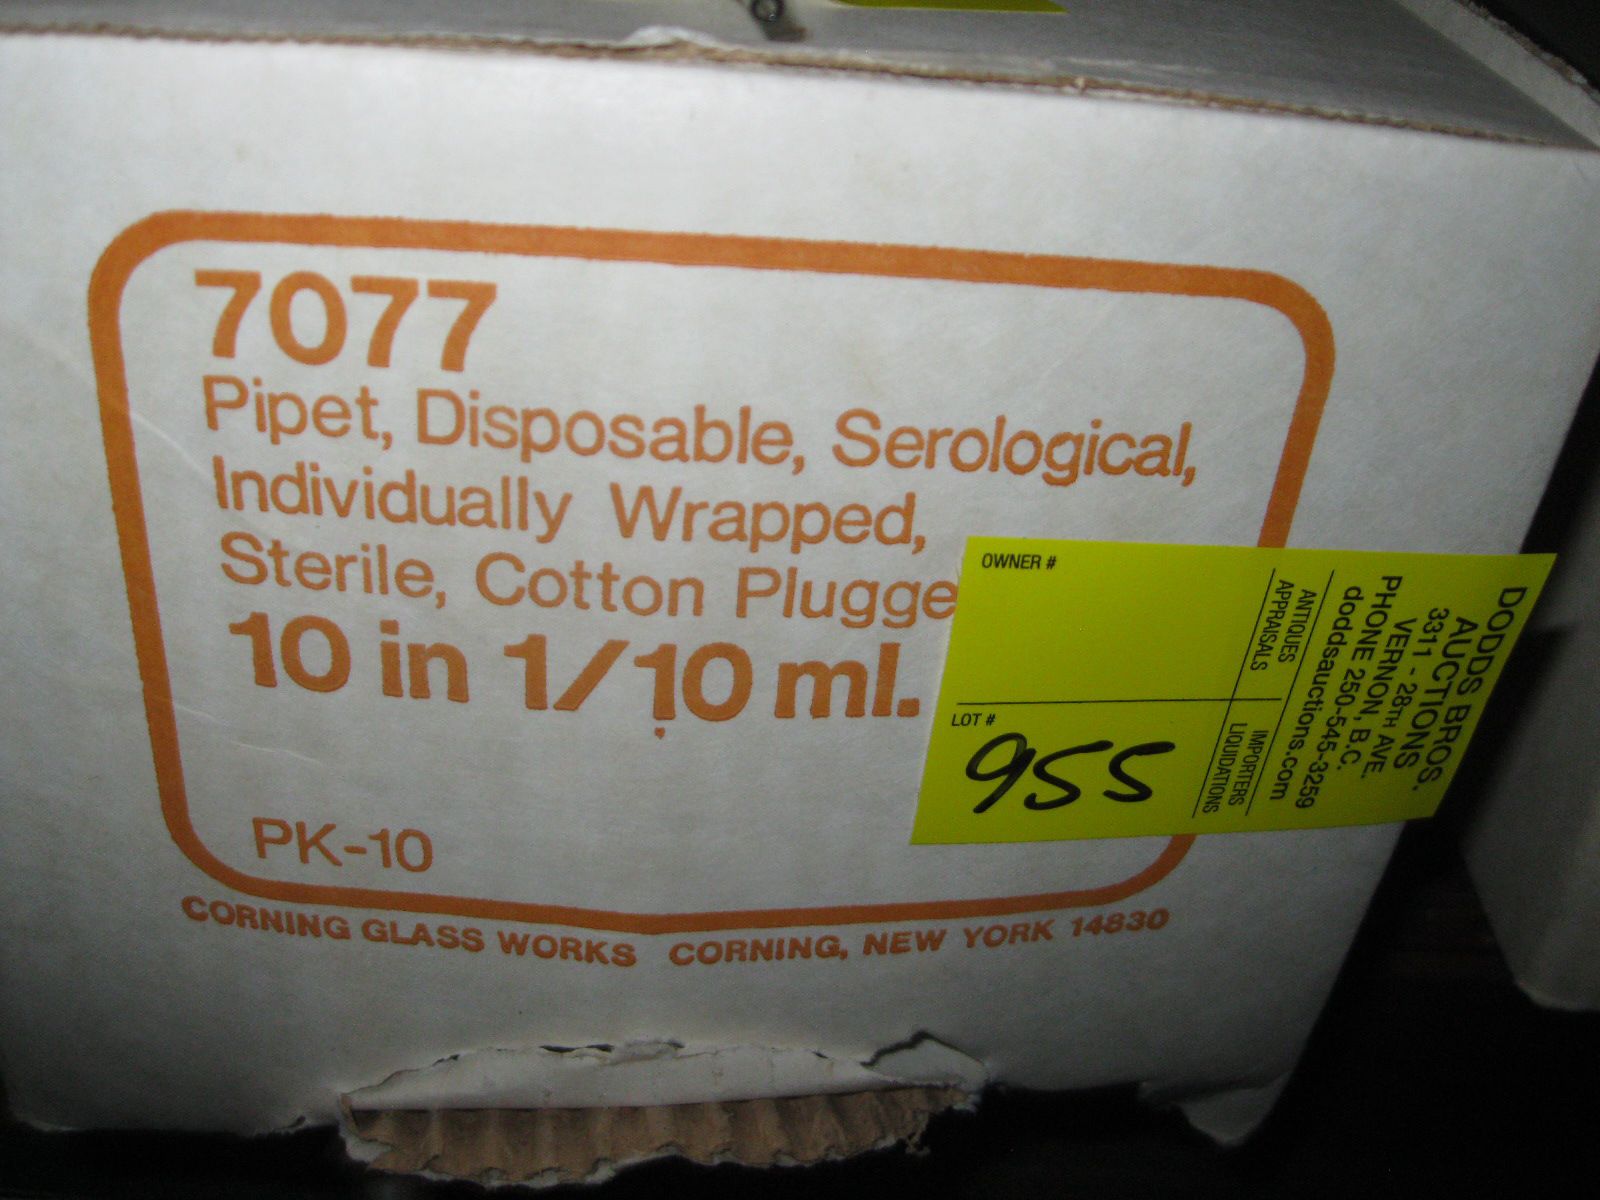 7077
Pipet, Disposable, Serological,
Individually Wrapped,
Sterile, Cotton Plugge
10 in 1/10 ml.
PK-10
CORNING GLASS WORKS CORNING, NEW YORK 14830
OWNER #
LOT #
955
DODDS BROS.
AUCTIONS
3311 - 28TH AVE.
VERNON, B.C.
PHONE 250-545-3259
doddsauctions.com
ANTIQUES
APPRAISALS
IMPORTERS
LIQUIDATIONS